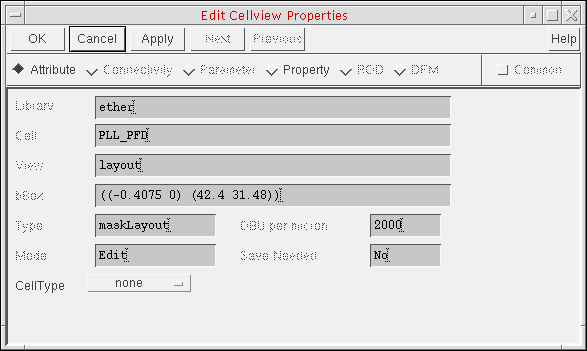 Edit Cellview Properties
OK Cancel Apply Next Previous Help
Attribute Connectivity Parameter Property ROD DFM Common
Library ether
Cell PLL_PFD
View layout
bBox ((-0.4075 0) (42.4 31.48))
Type maskLayout DBU per micron 2000
Mode Edit Save Needed No
CellType none